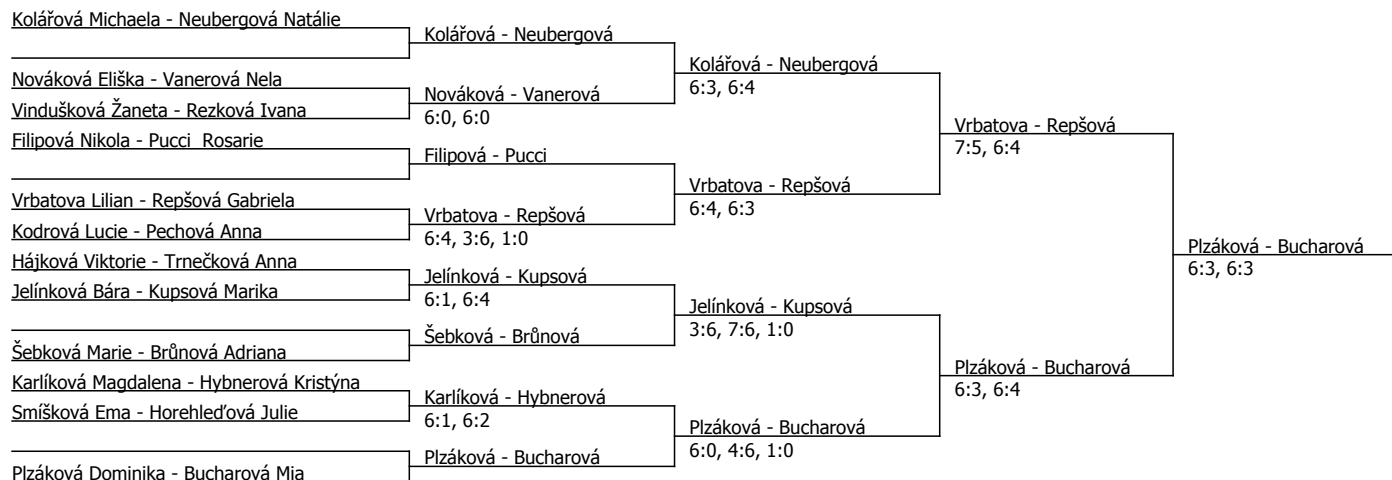 Kolářová Michaela - Neubergová Natálie
Nováková Eliška - Vanerová Nela
Vindušková Žaneta - Rezková Ivana
Filipová Nikola - Pucci  Rosarie
Vrbatova Lilian - Repšová Gabriela
Kodrová Lucie - Pechová Anna
Hájková Viktorie - Trnečková Anna
Jelínková Bára - Kupsová Marika
Šebková Marie - Brůnová Adriana
Karlíková Magdalena - Hybnerová Kristýna
Smíšková Ema - Horehleďová Julie
Plzáková Dominika - Bucharová Mia
Kolářová - Neubergová
Nováková - Vanerová
6:0, 6:0
Filipová - Pucci
Vrbatova - Repšová
6:4, 3:6, 1:0
Jelínková - Kupsová
6:1, 6:4
Šebková - Brůnová
Karlíková - Hybnerová
6:1, 6:2
Plzáková - Bucharová
Kolářová - Neubergová
6:3, 6:4
Vrbatova - Repšová
6:4, 6:3
Jelínková - Kupsová
3:6, 7:6, 1:0
Plzáková - Bucharová
6:0, 4:6, 1:0
Vrbatova - Repšová
7:5, 6:4
Plzáková - Bucharová
6:3, 6:4
Plzáková - Bucharová
6:3, 6:3